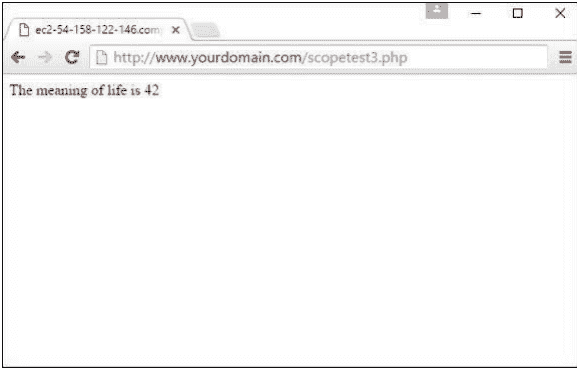 ec2-54-158-122-146.com
http://www.yourdomain.com/scopetest3.php
The meaning of life is 42